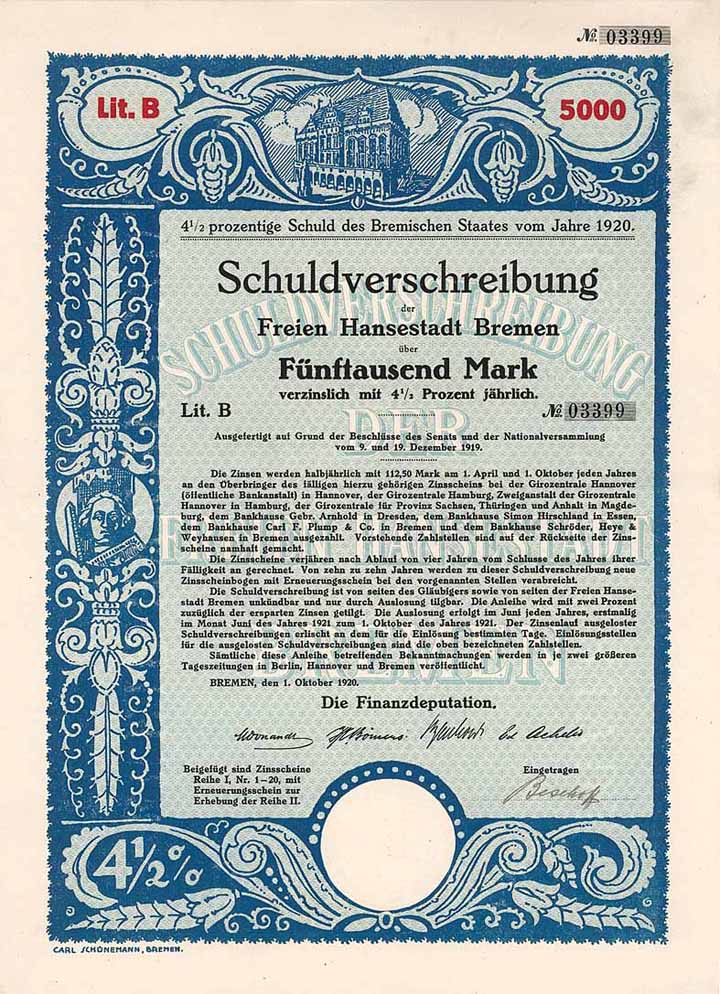 № 03399
Lit. B
5000
4 1/2 prozentige Schuld des Bremischen Staates vom Jahre 1920.
Schuldverschreibung
der
Freien Hansestadt Bremen
über
Fünftausend Mark
verzinslich mit 4 1/2 Prozent jährlich.
Lit. B
№ 03399
Ausgefertigt auf Grund der Beschlüsse des Senats und der Nationalversammlung
vom 9. und 19. Dezember 1919.
Die Zinsen werden halbjährlich mit 112,50 Mark am 1. April und 1. Oktober jeden Jahres
an den Überbringer des fälligen hierzu gehörigen Zinsscheins bei der Girozentrale Hannover
(öffentliche Bankanstalt) in Hannover, der Girozentrale Hamburg, Zweiganstalt der Girozentrale
Hannover in Hamburg, der Girozentrale für Provinz Sachsen, Thüringen und Anhalt in Magde-
burg, dem Bankhause Gebr. Arnhold in Dresden, dem Bankhause Simon Hirschland in Essen,
dem Bankhause Carl F. Plump & Co. in Bremen und dem Bankhause Schröder, Heye &
Weyhausen in Bremen ausgezahlt. Vorstehende Zahlstellen sind auf der Rückseite der Zins-
scheine namhaft gemacht.
Die Zinsscheine verjähren nach Ablauf von vier Jahren vom Schlusse des Jahres ihrer
Fälligkeit an gerechnet. Von zehn zu zehn Jahren werden zu dieser Schuldverschreibung neue
Zinsscheinbogen mit Erneuerungsschein bei den vorgenannten Stellen verabreicht.
Die Schuldverschreibung ist von seiten des Gläubigers sowie von seiten der Freien Hanse-
stadt Bremen unkündbar und nur durch Auslosung tilgbar. Die Anleihe wird mit zwei Prozent
zuzüglich der ersparten Zinsen getilgt. Die Auslosung erfolgt im Juni jeden Jahres, erstmalig
im Monat Juni des Jahres 1921 zum 1. Oktober des Jahres 1921. Der Zinsenlauf ausgeloster
Schuldverschreibungen erlischt an dem für die Einlösung bestimmten Tage. Einlösungsstellen
für die ausgelosten Schuldverschreibungen sind die oben bezeichneten Zahlstellen.
Sämtliche diese Anleihe betreffenden Bekanntmachungen werden in je zwei größeren
Tageszeitungen in Berlin, Hannover und Bremen veröffentlicht.
BREMEN, den 1. Oktober 1920.
Die Finanzdeputation.
Beigefügt sind Zinsscheine
Reihe I, Nr. 1-20, mit
Erneuerungsschein zur
Erhebung der Reihe II.
Eingetragen
Bischoff
4 1/2 %
CARL SCHÜNEMANN, BREMEN.
SCHULDVERSCHREIBUNG
DER
FREIEN HANSESTADT
BREMEN